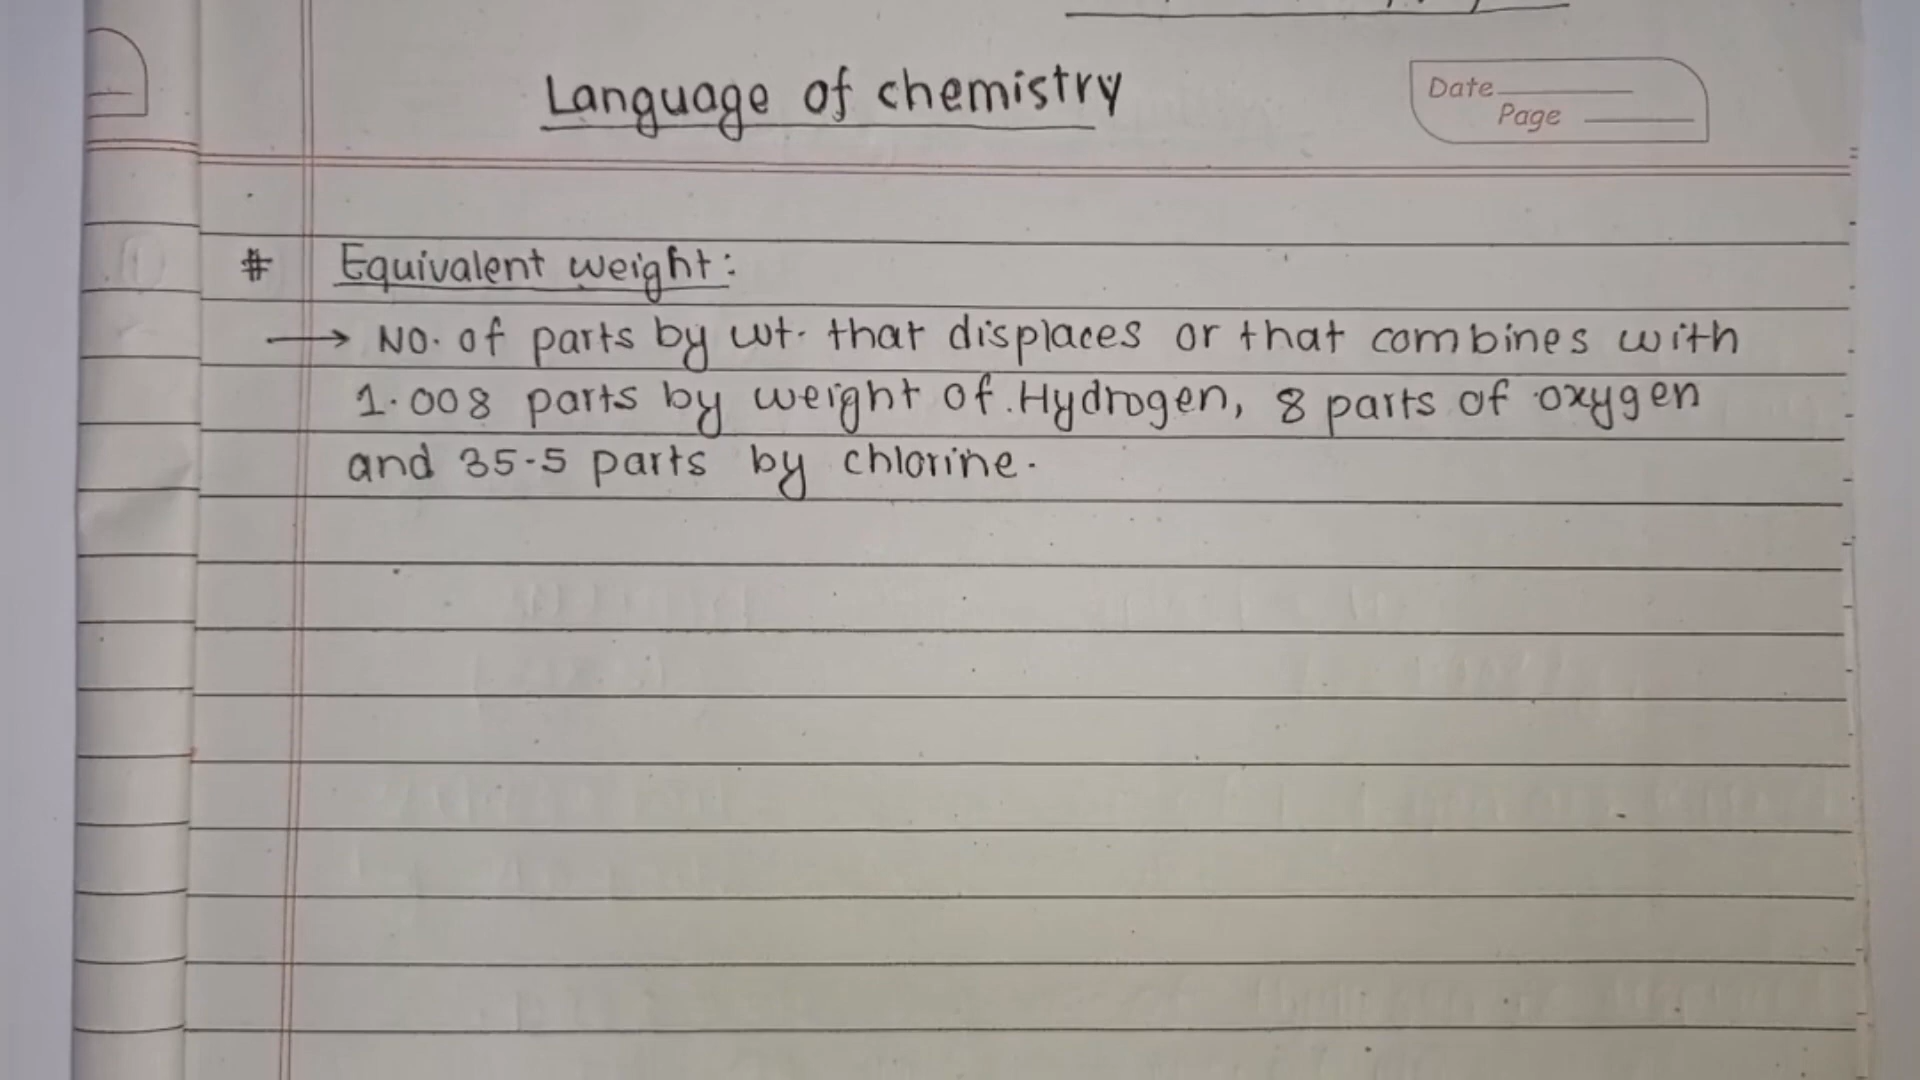 Language of chemistry
Date
Page
# Equivalent weight:
→ NO. of parts by wt. that displaces or that combines with
1.008 parts by weight of Hydrogen, 8 parts of oxygen
and 35.5 parts by chlorine.